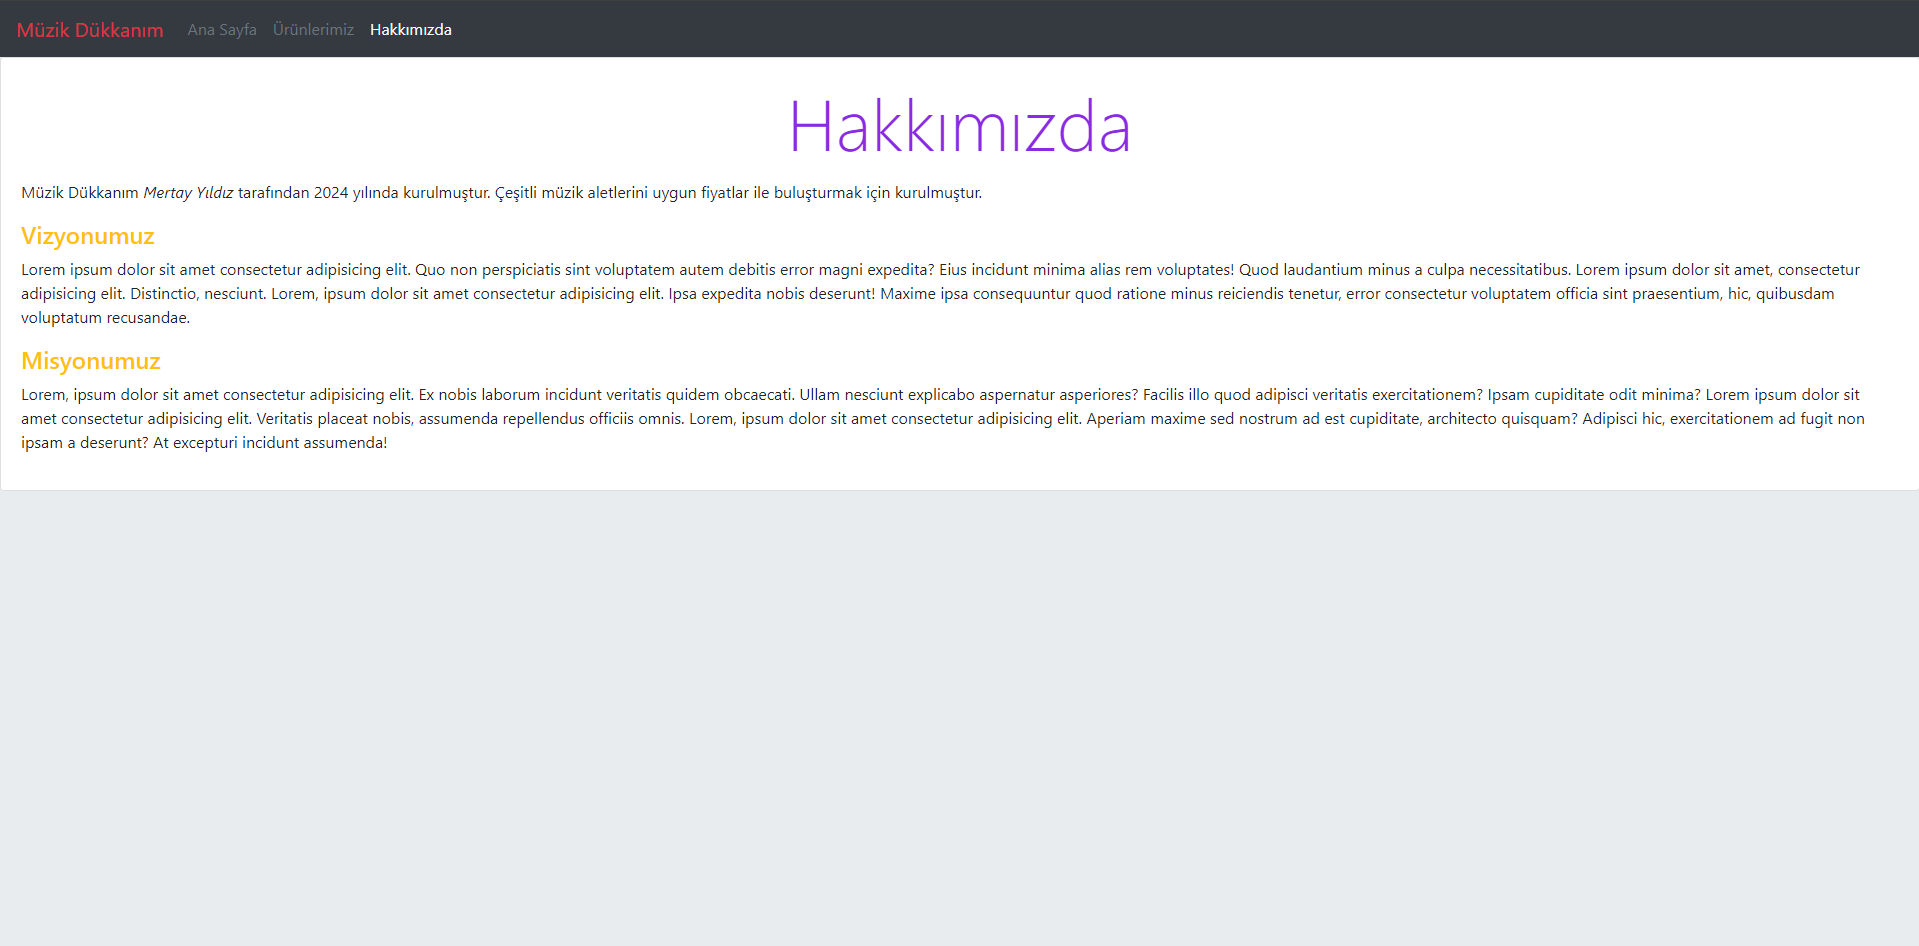 Müzik Dükkanım Ana Sayfa Ürünlerimiz Hakkımızda
Hakkımızda
Müzik Dükkanım Mertay Yıldız tarafından 2024 yılında kurulmuştur. Çeşitli müzik aletlerini uygun fiyatlar ile buluşturmak için kurulmuştur.
Vizyonumuz
Lorem ipsum dolor sit amet consectetur adipisicing elit. Quo non perspiciatis sint voluptatem autem debitis error magni expedita? Eius incidunt minima alias rem voluptates! Quod laudantium minus a culpa necessitatibus. Lorem ipsum dolor sit amet, consectetur
adipisicing elit. Distinctio, nesciunt. Lorem, ipsum dolor sit amet consectetur adipisicing elit. Ipsa expedita nobis deserunt! Maxime ipsa consequuntur quod ratione minus reiciendis tenetur, error consectetur voluptatem officia sint praesentium, hic, quibusdam
voluptatum recusandae.
Misyonumuz
Lorem, ipsum dolor sit amet consectetur adipisicing elit. Ex nobis laborum incidunt veritatis quidem obcaecati. Ullam nesciunt explicabo aspernatur asperiores? Facilis illo quod adipisci veritatis exercitationem? Ipsam cupiditate odit minima? Lorem ipsum dolor sit
amet consectetur adipisicing elit. Veritatis placeat nobis, assumenda repellendus officiis omnis. Lorem, ipsum dolor sit amet consectetur adipisicing elit. Aperiam maxime sed nostrum ad est cupiditate, architecto quisquam? Adipisci hic, exercitationem ad fugit non
ipsam a deserunt? At excepturi incidunt assumenda!